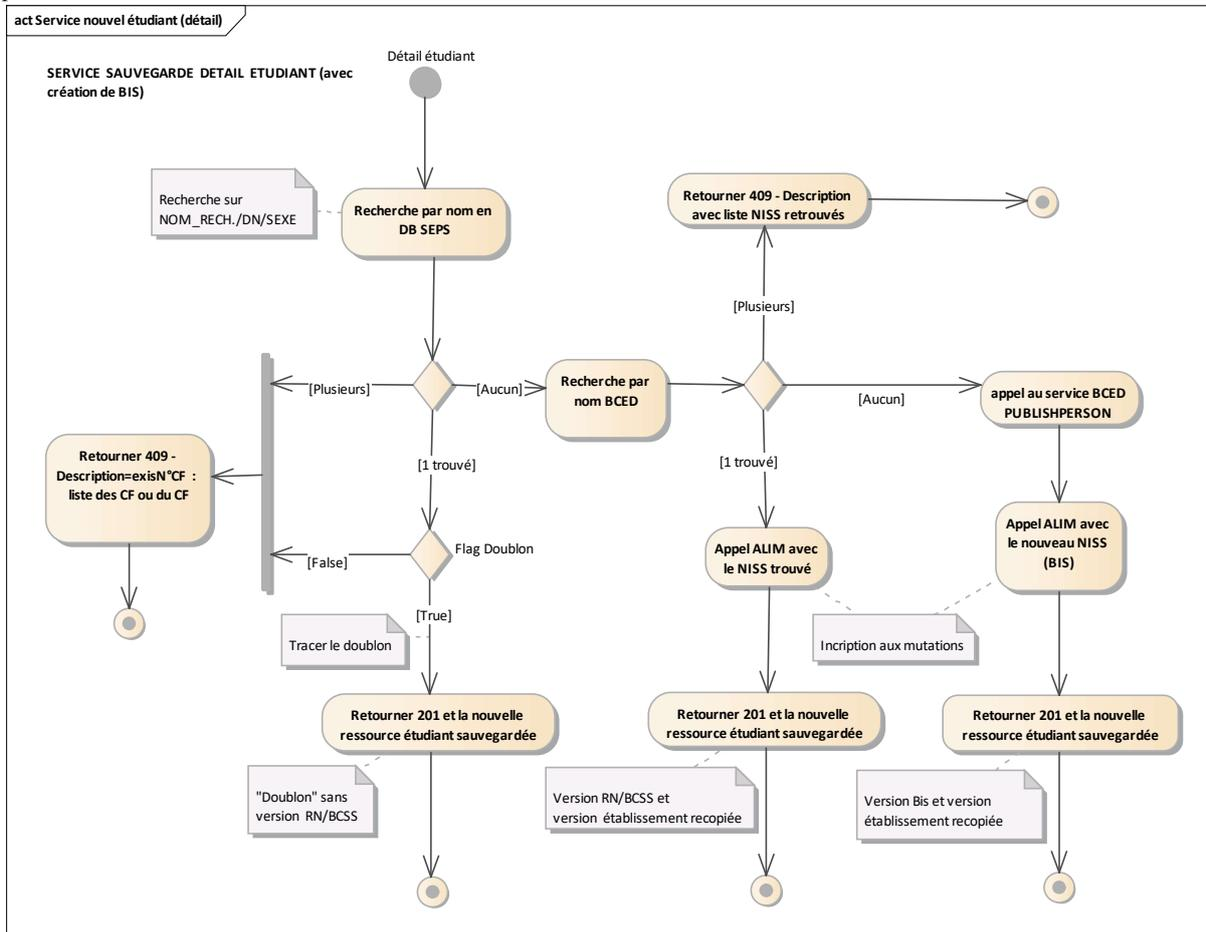 act Service nouvel étudiant (détail)
SERVICE SAUVEGARDE DETAIL ETUDIANT (avec
création de BIS)
Détail étudiant
Recherche sur
NOM_RECH./DN/SEXE
Recherche par nom en
DB SEPS
Retourner 409 - Description
avec liste NISS retrouvés
[Plusieurs]
[Plusieurs]
[Aucun]
Recherche par
nom BCED
[Aucun]
appel au service BCED
PUBLISHPERSON
Retourner 409 -
Description=exisN°CF :
liste des CF ou du CF
[1 trouvé]
[1 trouvé]
Flag Doublon
[False]
Appel ALIM avec
le NISS trouvé
Appel ALIM avec
le nouveau NISS
(BIS)
[True]
Tracer le doublon
Incription aux mutations
Retourner 201 et la nouvelle
ressource étudiant sauvegardée
Retourner 201 et la nouvelle
ressource étudiant sauvegardée
Retourner 201 et la nouvelle
ressource étudiant sauvegardée
"Doublon" sans
version RN/BCSS
Version RN/BCSS et
version établissement recopiée
Version Bis et version
établissement recopiée